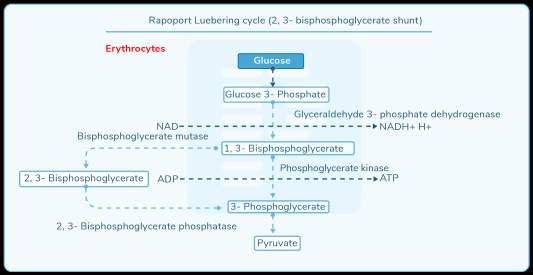 Rapoport Luebering cycle (2, 3- bisphosphoglycerate shunt)
Erythrocytes
Glucose
Glucose 3- Phosphate
Glyceraldehyde 3- phosphate dehydrogenase
NAD
NADH+ H+
Bisphosphoglycerate mutase
1, 3- Bisphosphoglycerate
Phosphoglycerate kinase
2, 3- Bisphosphoglycerate
ADP
ATP
3- Phosphoglycerate
2, 3- Bisphosphoglycerate phosphatase
Pyruvate